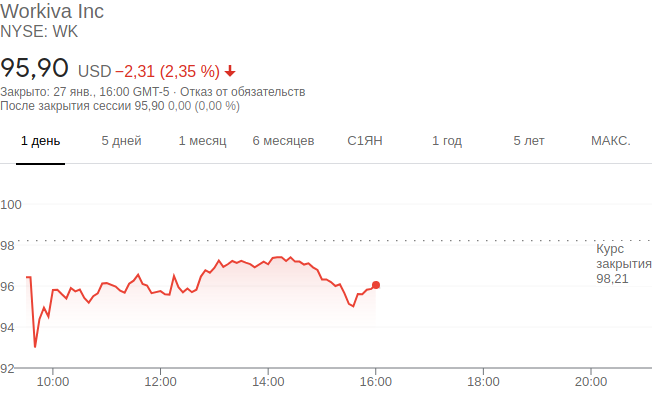 Workiva Inc
NYSE: WK
95,90 USD −2,31 (2,35 %)
Закрыто: 27 янв., 16:00 GMT-5 · Отказ от обязательств
После закрытия сессии 95,90 0,00 (0,00 %)
1 день 5 дней 1 месяц 6 месяцев С1ЯН 1 год 5 лет МАКС.
100
98
Курс
закрытия
98,21
96
94
92
10:00 12:00 14:00 16:00 18:00 20:00